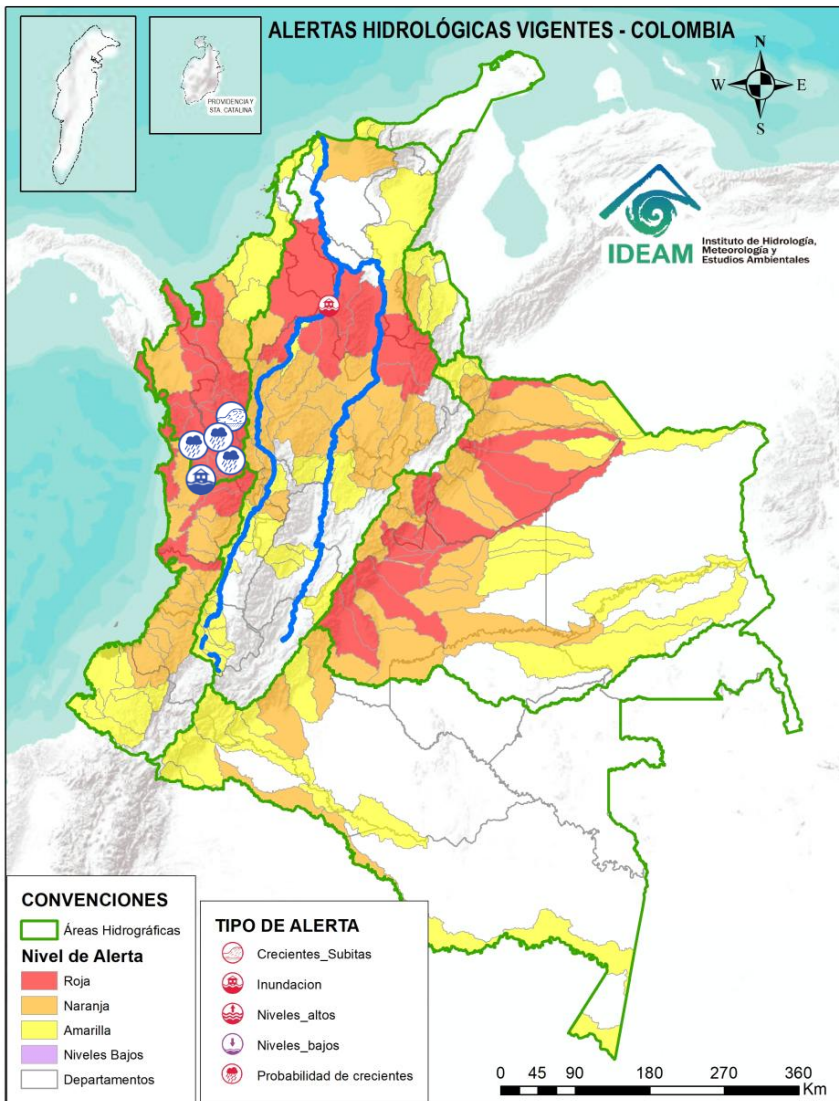 ALERTAS HIDROLÓGICAS VIGENTES - COLOMBIA
PROVIDENCIA Y
STA. CATALINA
N
W
E
S
IDEAM
Instituto de Hidrología,
Meteorología y
Estudios Ambientales
CONVENCIONES
Áreas Hidrográficas
Nivel de Alerta
Roja
Naranja
Amarilla
Niveles Bajos
Departamentos
TIPO DE ALERTA
Crecientes_Subitas
Inundacion
Niveles_altos
Niveles_bajos
Probabilidad de crecientes
0 45 90 180 270 360
Km